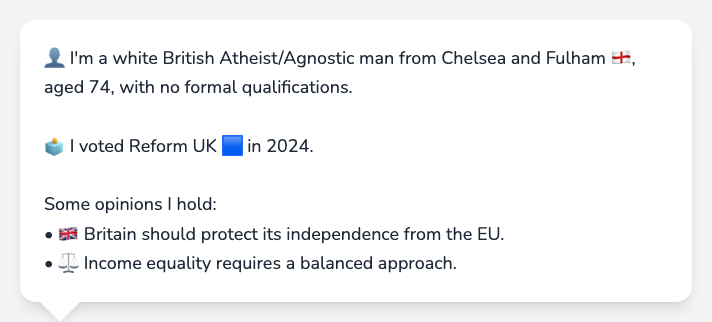 👤 I'm a white British Atheist/Agnostic man from Chelsea and Fulham 🏴󠁧󠁢󠁥󠁮󠁧󠁿,
aged 74, with no formal qualifications.
🗳️ I voted Reform UK 🟦 in 2024.
Some opinions I hold:
• 🇬🇧 Britain should protect its independence from the EU.
• ⚖️ Income equality requires a balanced approach.